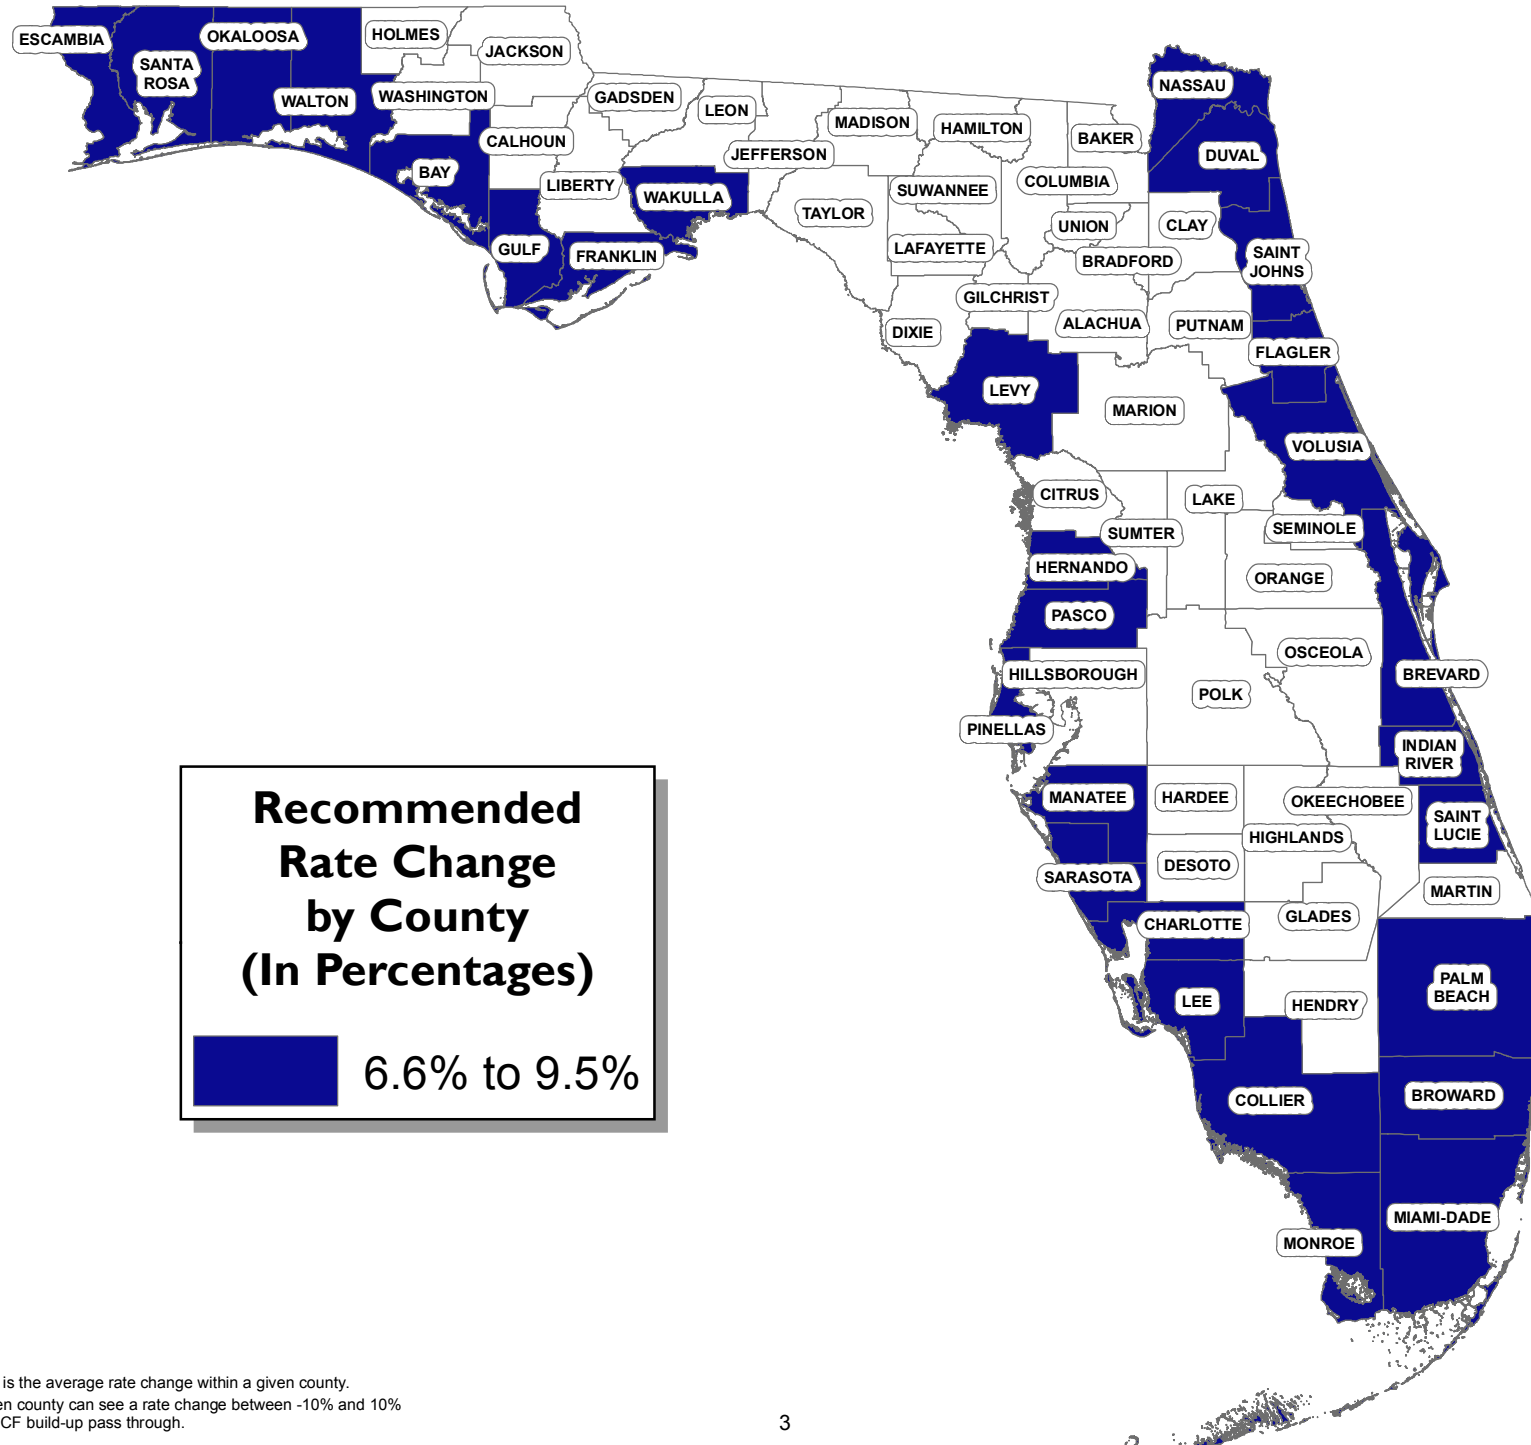 ESCAMBIA
SANTA
ROSA
OKALOOSA
WALTON
HOLMES
JACKSON
WASHINGTON
BAY
CALHOUN
GADSDEN
LEON
LIBERTY
GULF
FRANKLIN
WAKULLA
JEFFERSON
MADISON
HAMILTON
TAYLOR
SUWANNEE
LAFAYETTE
COLUMBIA
BAKER
NASSAU
DUVAL
UNION
CLAY
BRADFORD
SAINT
JOHNS
GILCHRIST
DIXIE
ALACHUA
PUTNAM
FLAGLER
LEVY
MARION
VOLUSIA
CITRUS
LAKE
SUMTER
SEMINOLE
HERNANDO
ORANGE
PASCO
OSCEOLA
HILLSBOROUGH
POLK
BREVARD
PINELLAS
INDIAN
RIVER
MANATEE
HARDEE
OKEECHOBEE
SAINT
LUCIE
HIGHLANDS
SARASOTA
DESOTO
MARTIN
CHARLOTTE
GLADES
LEE
HENDRY
PALM
BEACH
COLLIER
BROWARD
MIAMI-DADE
MONROE
Recommended
Rate Change
by County
(In Percentages)
6.6% to 9.5%
is the average rate change within a given county.
en county can see a rate change between -10% and 10%
CF build-up pass through.
3